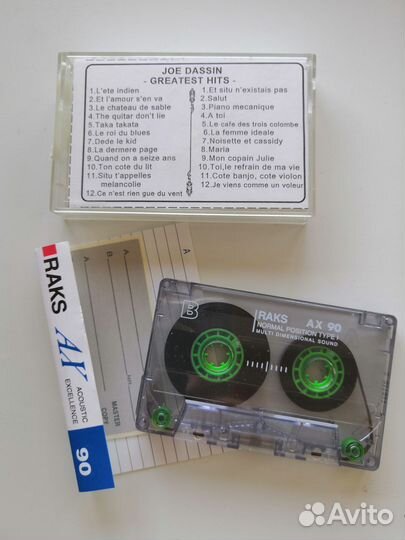 JOE DASSIN
- GREATEST HITS -
1.L'ete indien
2.Et l'amour s'en va
3.Le chateau de sable
4.The guitar don't lie
5.Taka takata
6.Le roi du blues
7.Dede le kid
8.La dermere page
9.Quand on a seize ans
10.Ton cote du lit
11.Situ t'appelles
melancolie
12.Ce n'est rien gue du vent
1.Et situ n'existais pas
2.Salut
3.Piano mecanique
4.A toi
5.Le cafe des trois colombe
6.La femme ideale
7.Noisette et cassidy
8.Maria
9.Mon copain Julie
10.Toi,le refrain de ma vie
11.Cote banjo, cote violon
12.Je viens comme un voleur
RAKS
AX
ACOUSTIC
EXCELLENCE
90
A
B
A
MASTER
COPY
B
RAKS AX 90
NORMAL POSITION TYPE I
MULTI DIMENSIONAL SOUND
Avito